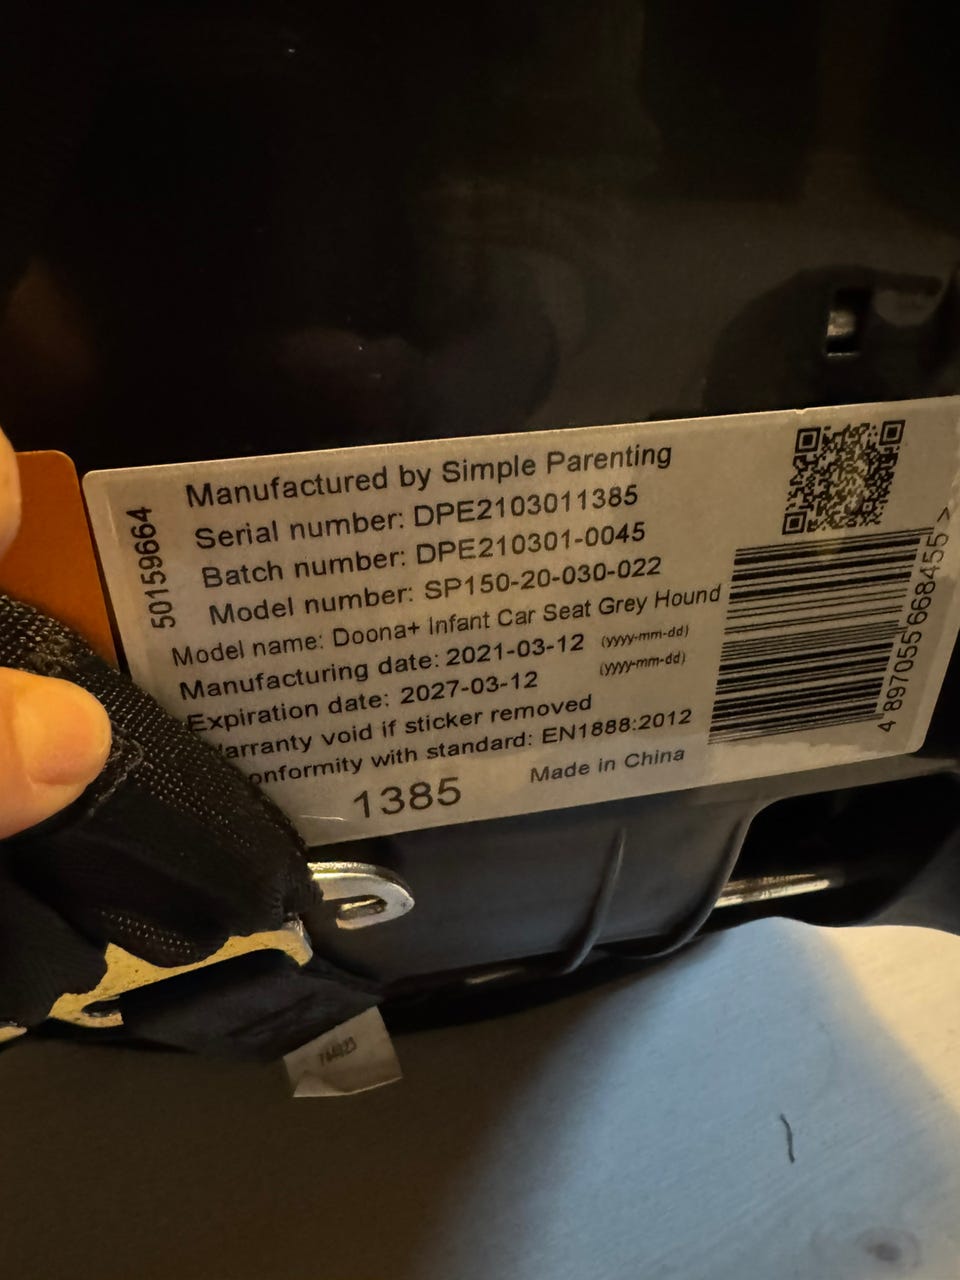 Manufactured by Simple Parenting
Serial number: DPE2103011385
Batch number: DPE210301-0045
Model number: SP150-20-030-022
Model name: Doona+ Infant Car Seat Grey Hound
Manufacturing date: 2021-03-12 (yyyy-mm-dd)
Expiration date: 2027-03-12 (yyyy-mm-dd)
arranty void if sticker removed
onformity with standard: EN1888:2012
1385 Made in China
50159664
4 897055 668455 >